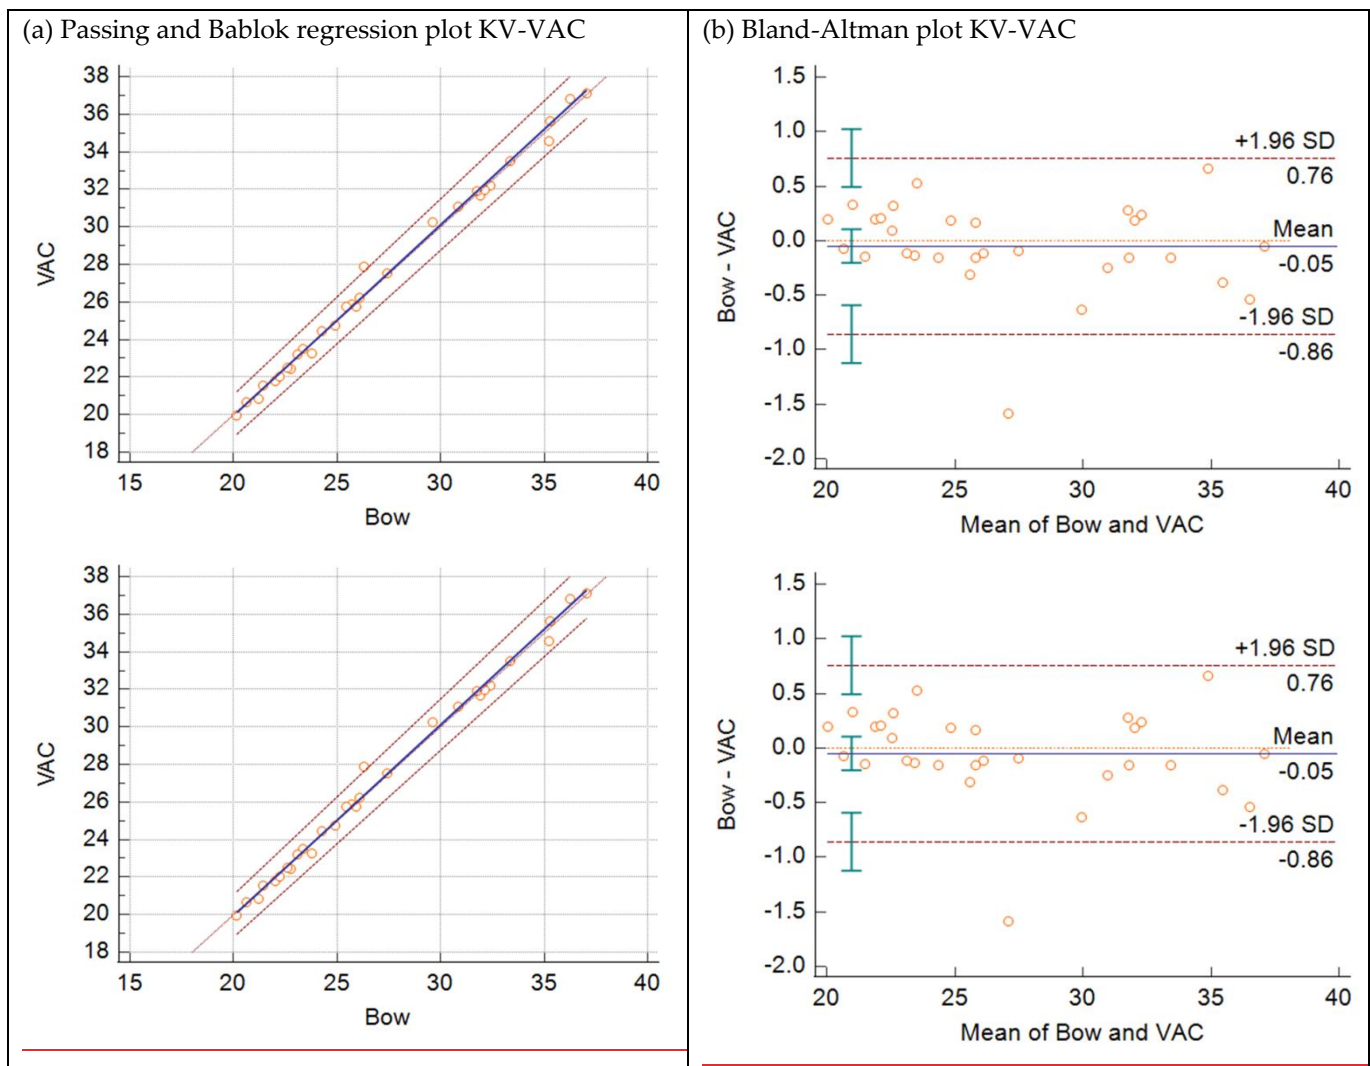 (a) Passing and Bablok regression plot KV-VAC
38
36
34
32
30
28
26
24
22
20
18
VAC
15 20 25 30 35 40
Bow
38
36
34
32
30
28
26
24
22
20
18
VAC
15 20 25 30 35 40
Bow
(b) Bland-Altman plot KV-VAC
1.5
1.0
0.5
0.0
-0.5
-1.0
-1.5
-2.0
Bow - VAC
+1.96 SD
0.76
Mean
-0.05
-1.96 SD
-0.86
20 25 30 35 40
Mean of Bow and VAC
1.5
1.0
0.5
0.0
-0.5
-1.0
-1.5
-2.0
Bow - VAC
+1.96 SD
0.76
Mean
-0.05
-1.96 SD
-0.86
20 25 30 35 40
Mean of Bow and VAC